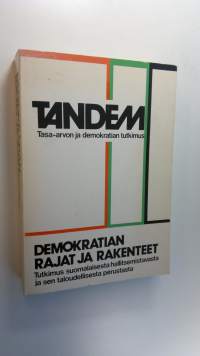 TANDEM
Tasa-arvon ja demokratian tutkimus
DEMOKRATIAN
RAJAT JA RAKENTEET
Tutkimus suomalaisesta hallitsemistavasta
ja sen taloudellisesta perustasta